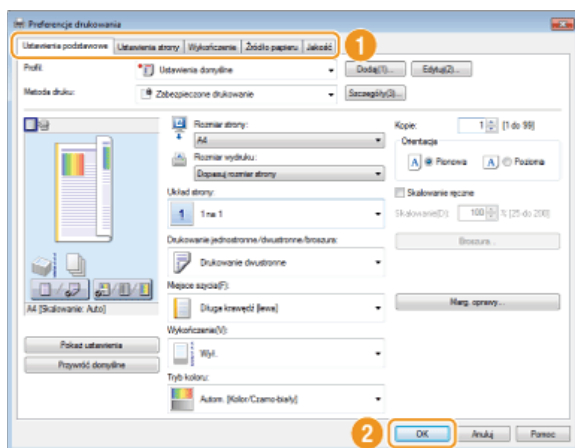 Preferencje drukowania
Ustawienia podstawowe Ustawienia strony Wykończenie Źródło papieru Jakość 1
Profil: Ustawienia domyślne Dodaj(1)... Edytuj(2)...
Metoda druku: Zabezpieczone drukowanie Szczegóły(3)...
Rozmiar strony: Kopie: 1 [1 do 99]
A4 Orientacja
Rozmiar wydruku: A Pionowa A Pozioma
Dopasuj rozmiar strony
Układ strony: Skalowanie ręczne
1 1 na 1 Skalowanie(D): 100 % [25 do 200]
Drukowanie jednostronne/dwustronne/broszura: Broszura...
Drukowanie dwustronne
Miejsce szycia(F):
A4 [Skalowanie: Auto] Długa krawędź [lewa] Marg. oprawy...
Wykończenie(V):
Pokaż ustawienia Wył.
Przywróć domyślne
Tryb koloru:
Autom. [Kolor/Czarno-biały]
2 OK Anuluj Pomoc